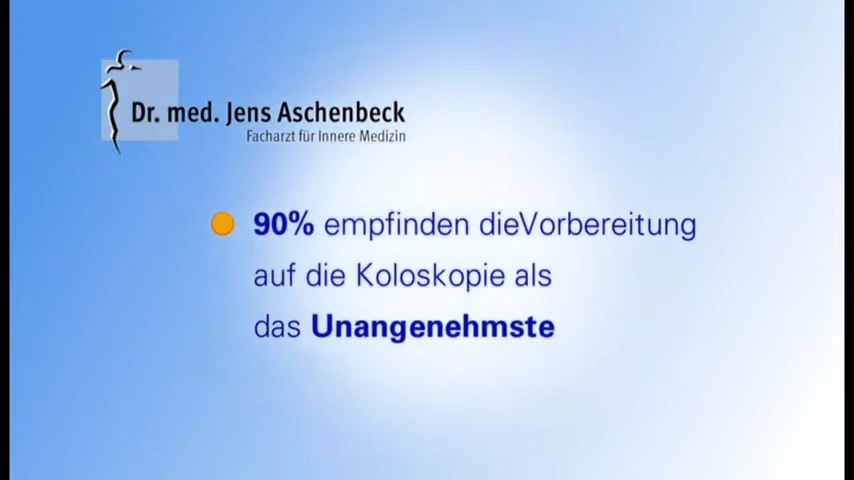 Dr. med. Jens Aschenbeck
Facharzt für Innere Medizin
90% empfinden dieVorbereitung
auf die Koloskopie als
das Unangenehmste